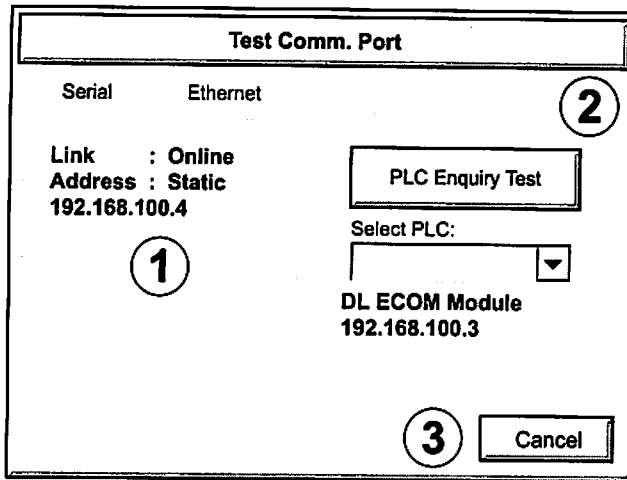 Test Comm. Port
Serial Ethernet
2
Link : Online
Address : Static
192.168.100.4
1
PLC Enquiry Test
Select PLC:
DL ECOM Module
192.168.100.3
3
Cancel